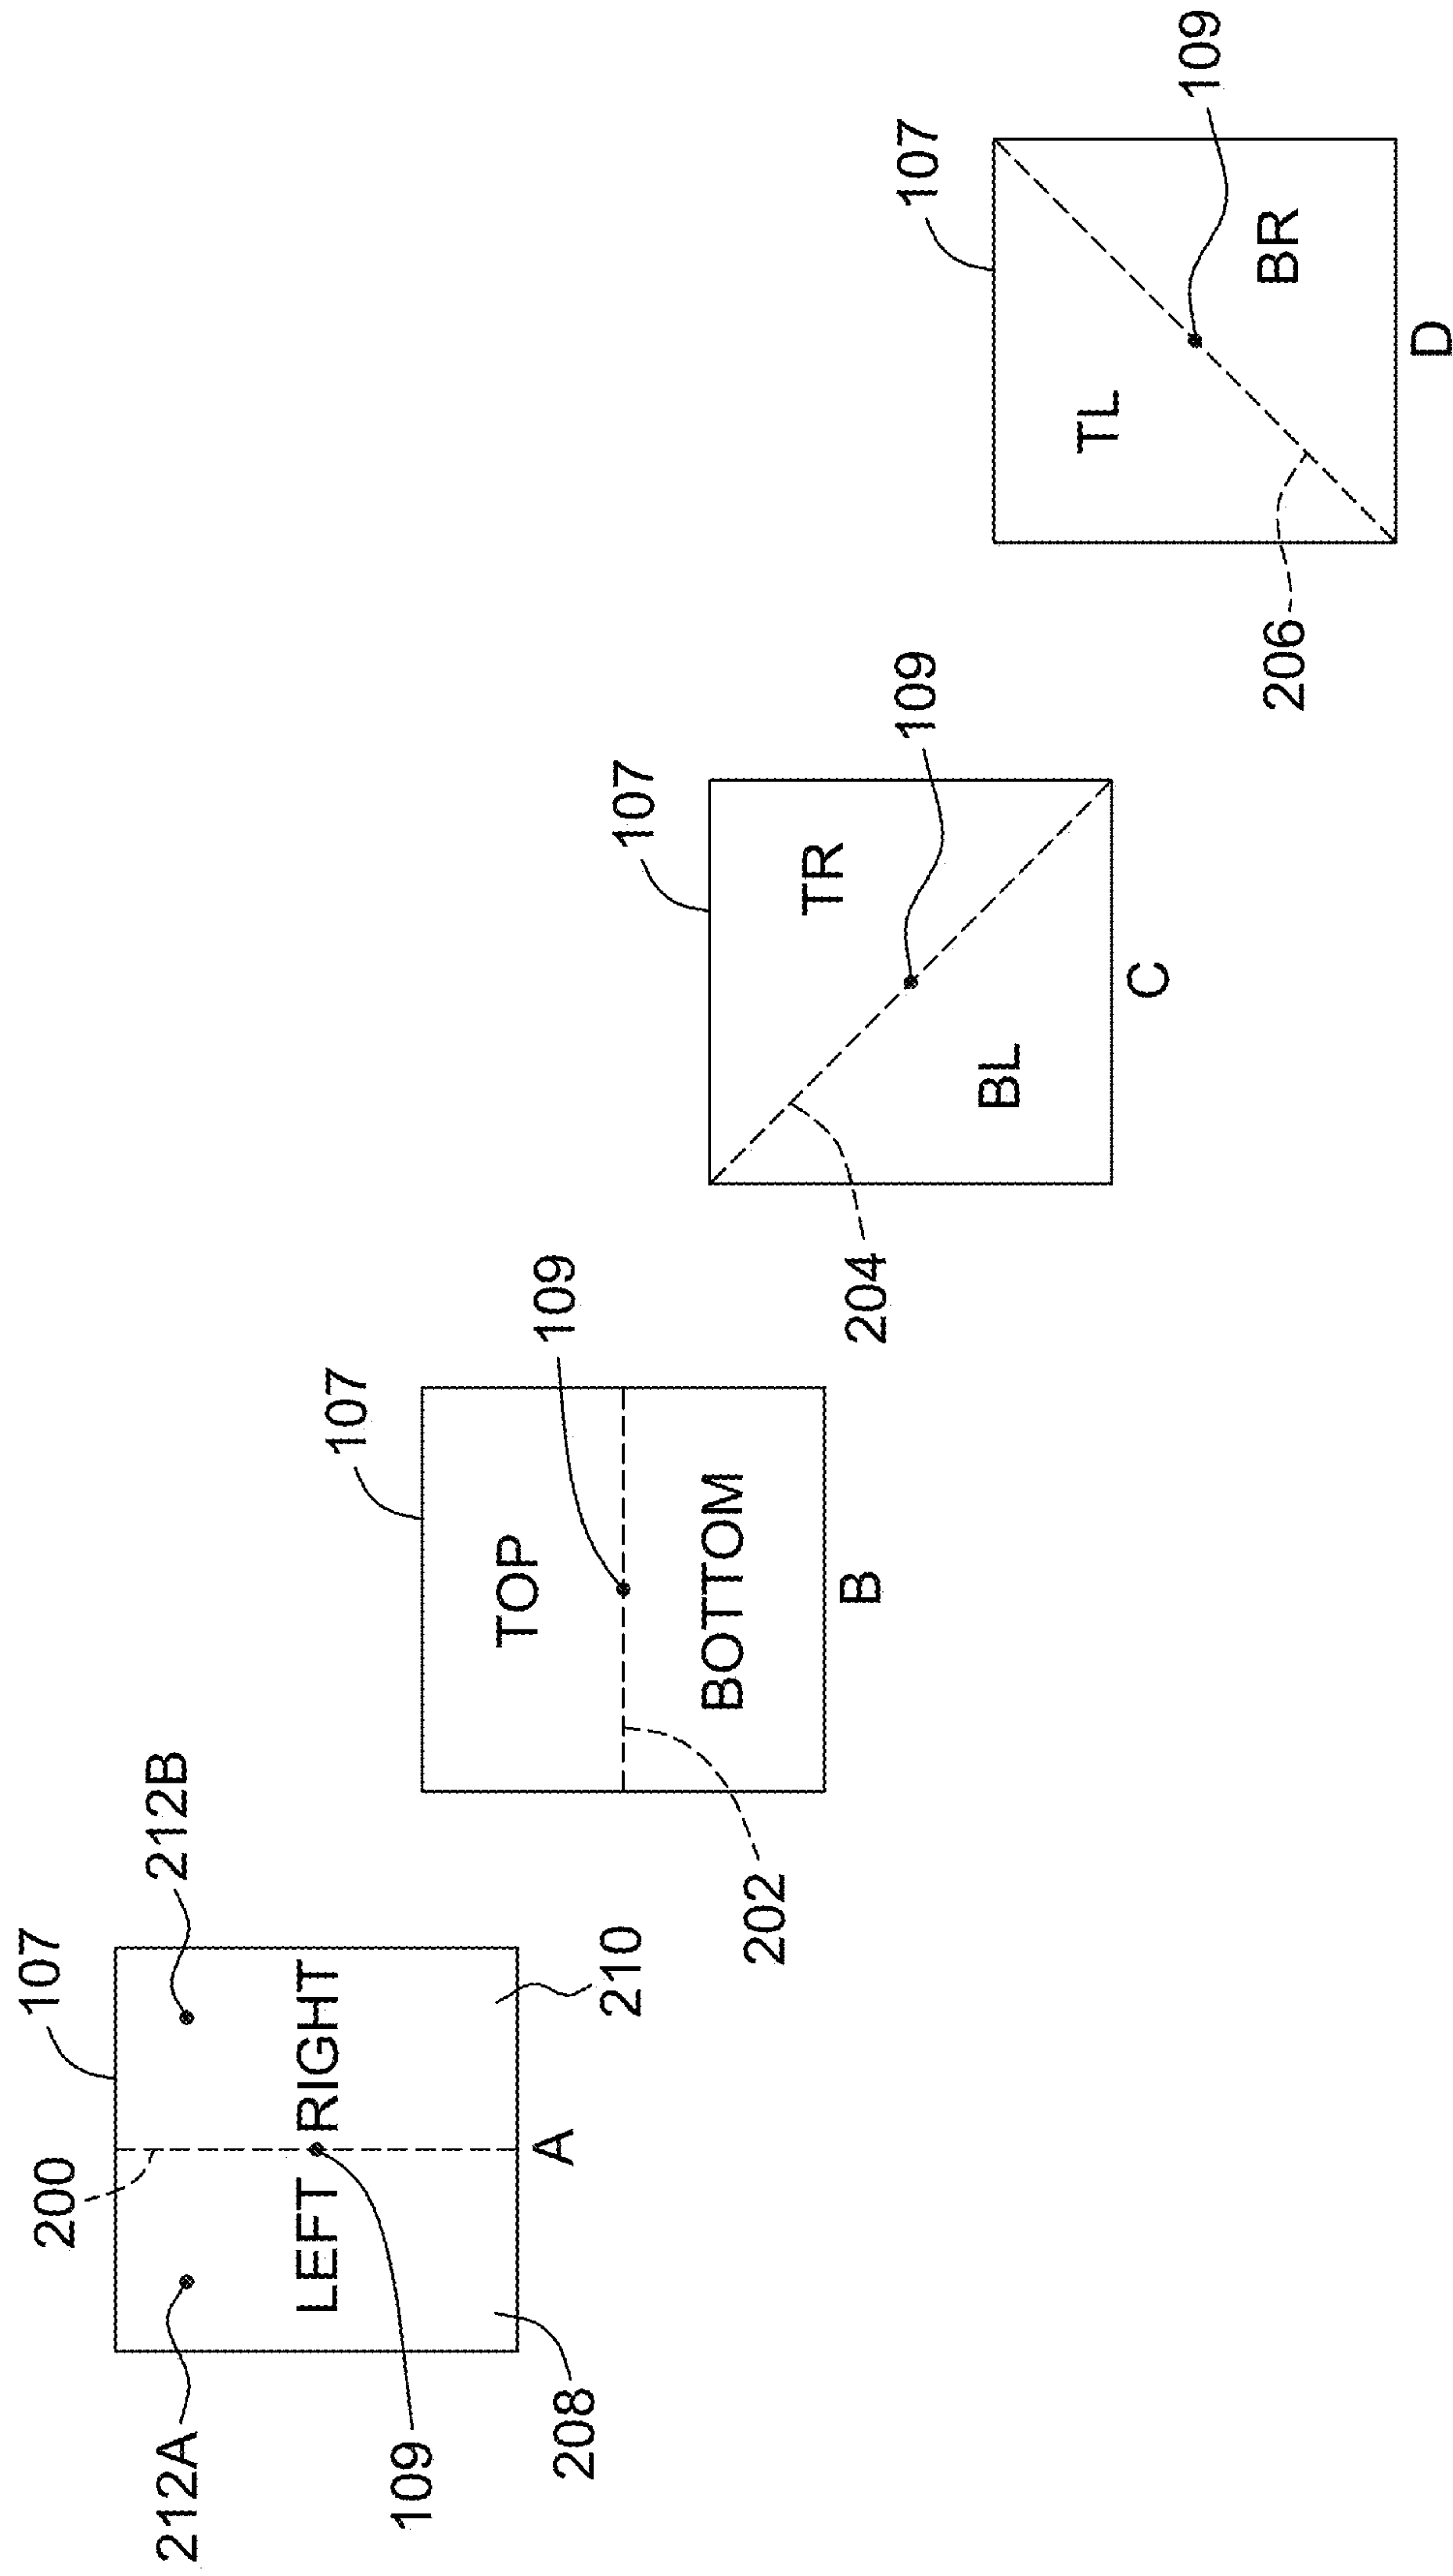 107
200
212A
212B
LEFT
RIGHT
109
208
210
A
107
109
TOP
BOTTOM
202
B
107
109
TR
BL
204
C
107
109
TL
BR
206
D